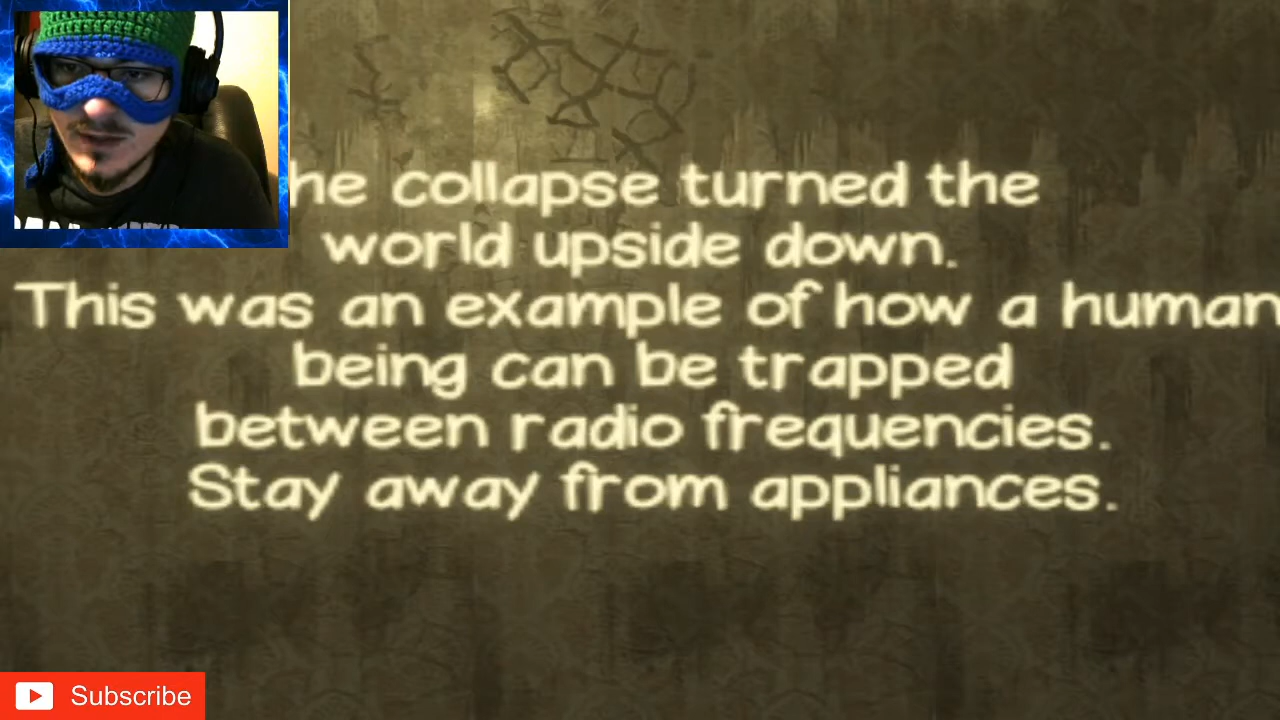 he collapse turned the
world upside down.
This was an example of how a human
being can be trapped
between radio frequencies.
Stay away from appliances.
Subscribe